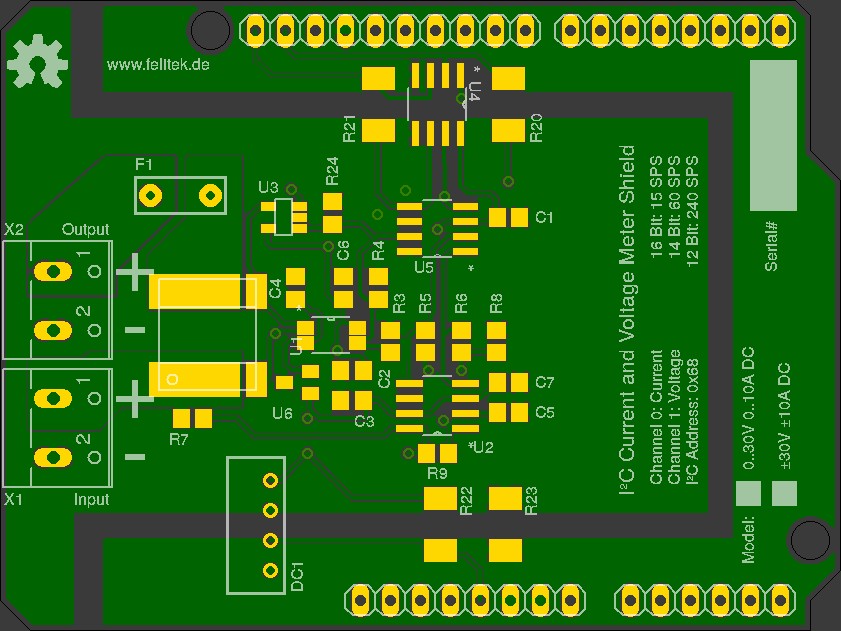 www.felltek.de
*
U4
R21
R20
F1
R24
U3
X2
Output
C1
1
2
+
-
C6
R4
U5
*
C4
*
U1
R3
R5
R6
R8
C2
C7
1
2
+
-
U6
C3
C5
R7
*U2
R9
X1
Input
R22
R23
DC1
I²C Current and Voltage Meter Shield
16 Bit: 15 SPS
14 Bit: 60 SPS
12 Bit: 240 SPS
Channel 0: Current
Channel 1: Voltage
I²C Address: 0x68
Serial#
Model:
0..30V 0..10A DC
±30V ±10A DC